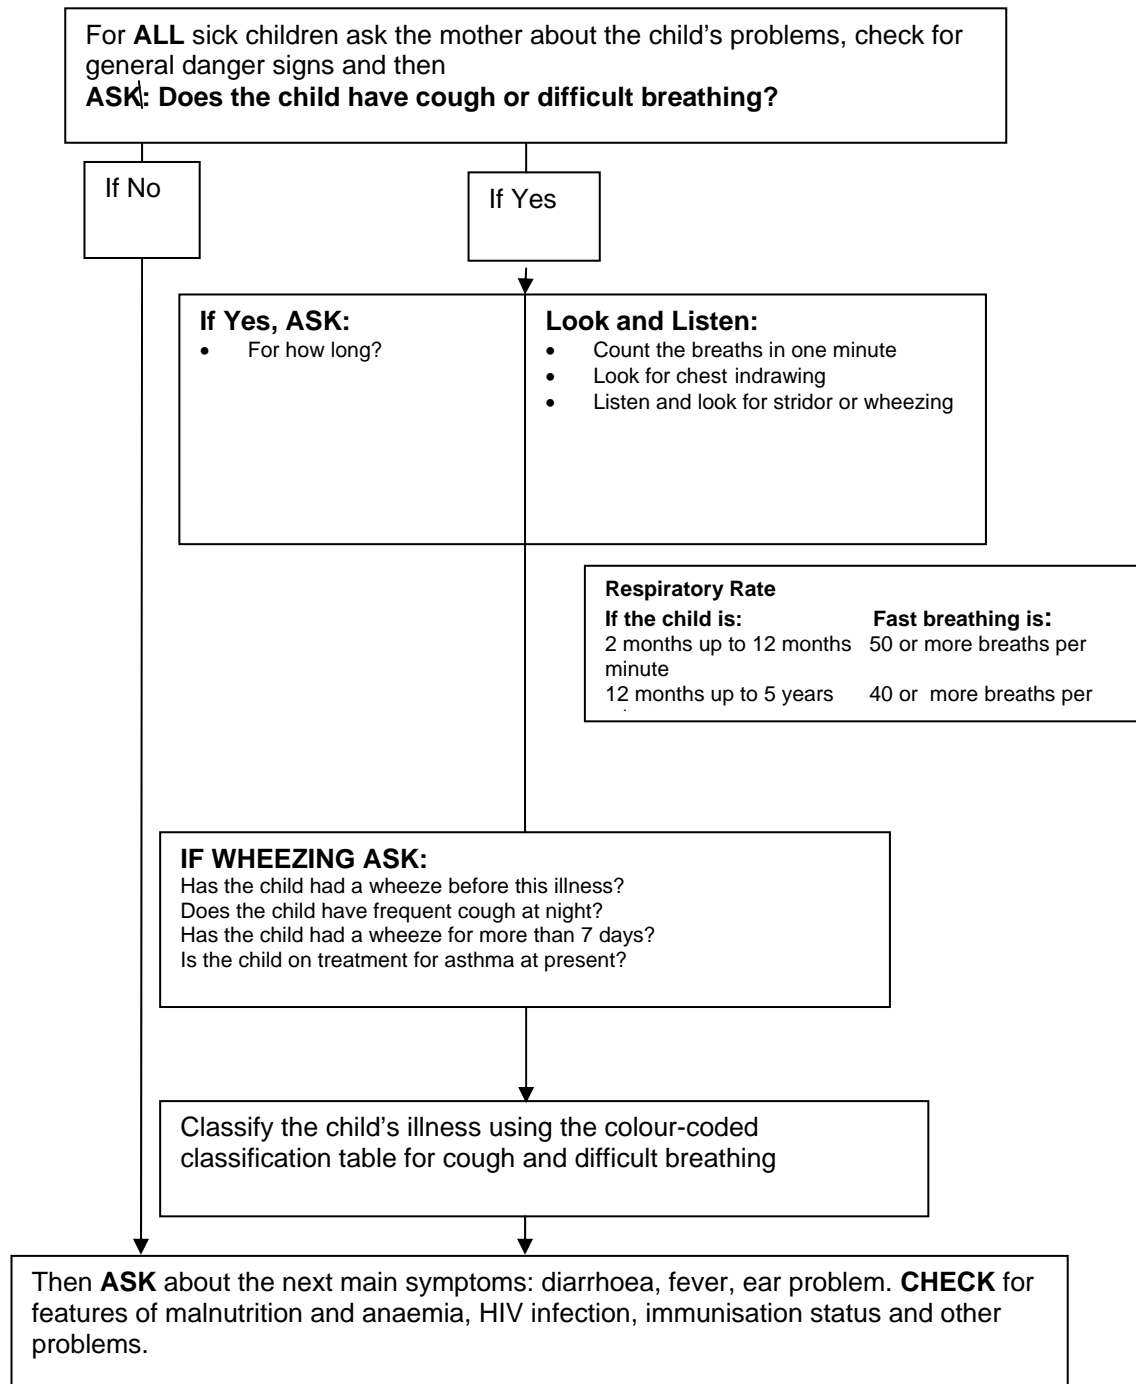 For ALL sick children ask the mother about the child's problems, check for
general danger signs and then
ASK: Does the child have cough or difficult breathing?
If No
If Yes
If Yes, ASK:
• For how long?
Look and Listen:
• Count the breaths in one minute
• Look for chest indrawing
• Listen and look for stridor or wheezing
Respiratory Rate
If the child is: Fast breathing is:
2 months up to 12 months 50 or more breaths per
minute
12 months up to 5 years 40 or more breaths per
IF WHEEZING ASK:
Has the child had a wheeze before this illness?
Does the child have frequent cough at night?
Has the child had a wheeze for more than 7 days?
Is the child on treatment for asthma at present?
Classify the child's illness using the colour-coded
classification table for cough and difficult breathing
Then ASK about the next main symptoms: diarrhoea, fever, ear problem. CHECK for
features of malnutrition and anaemia, HIV infection, immunisation status and other
problems.